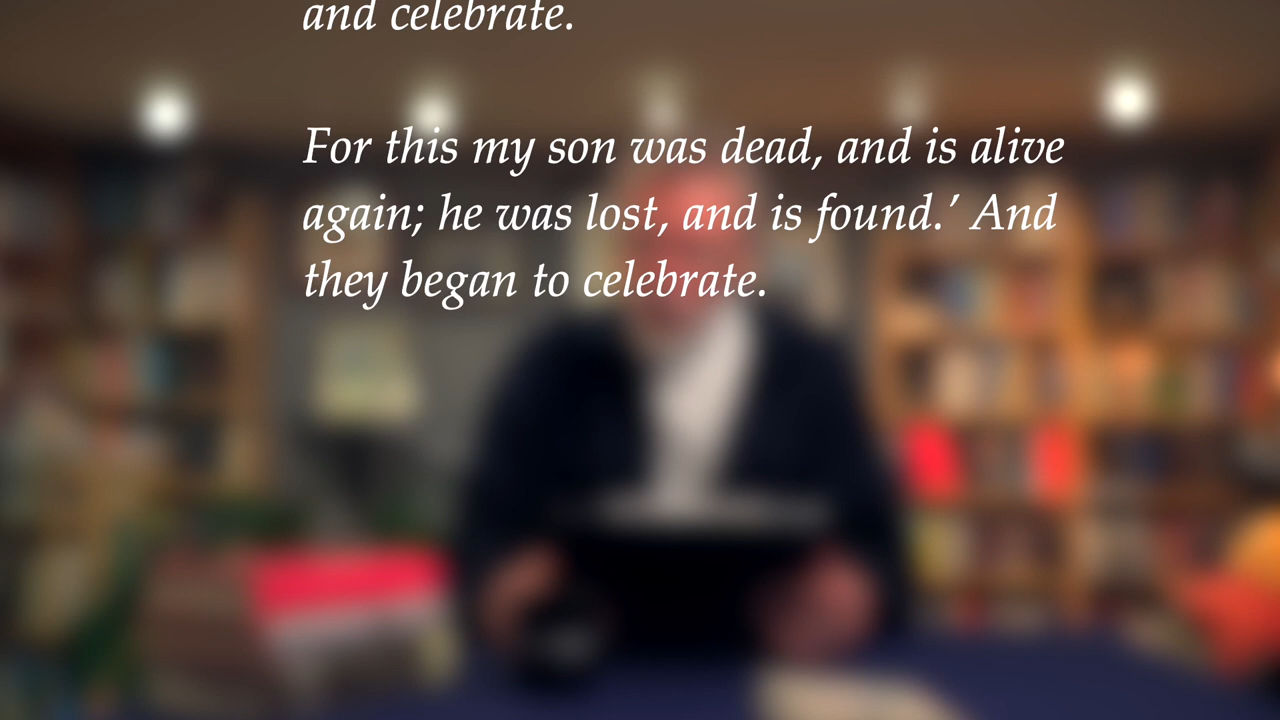 and celebrate.
For this my son was dead, and is alive
again; he was lost, and is found.’ And
they began to celebrate.